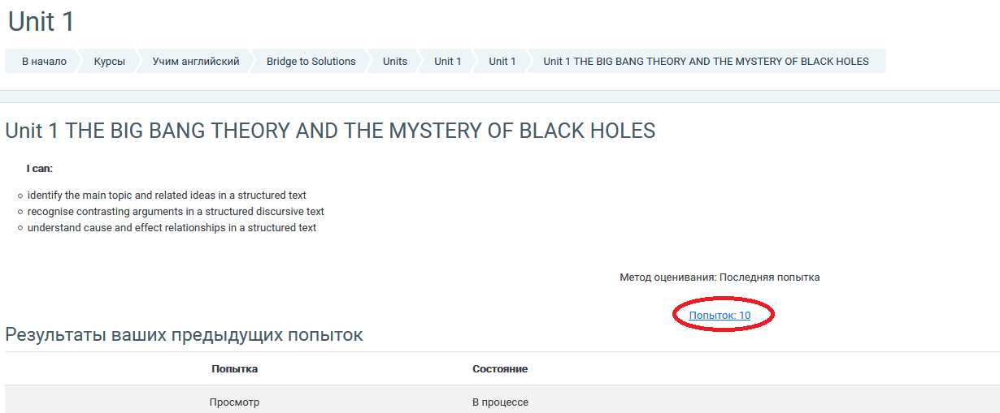 Unit 1
В начало Курсы Учим английский Bridge to Solutions Units Unit 1 Unit 1 Unit 1 THE BIG BANG THEORY AND THE MYSTERY OF BLACK HOLES
Unit 1 THE BIG BANG THEORY AND THE MYSTERY OF BLACK HOLES
I can:
identify the main topic and related ideas in a structured text
recognise contrasting arguments in a structured discursive text
understand cause and effect relationships in a structured text
Метод оценивания: Последняя попытка
Попыток: 10
Результаты ваших предыдущих попыток
Попытка Состояние
Просмотр В процессе